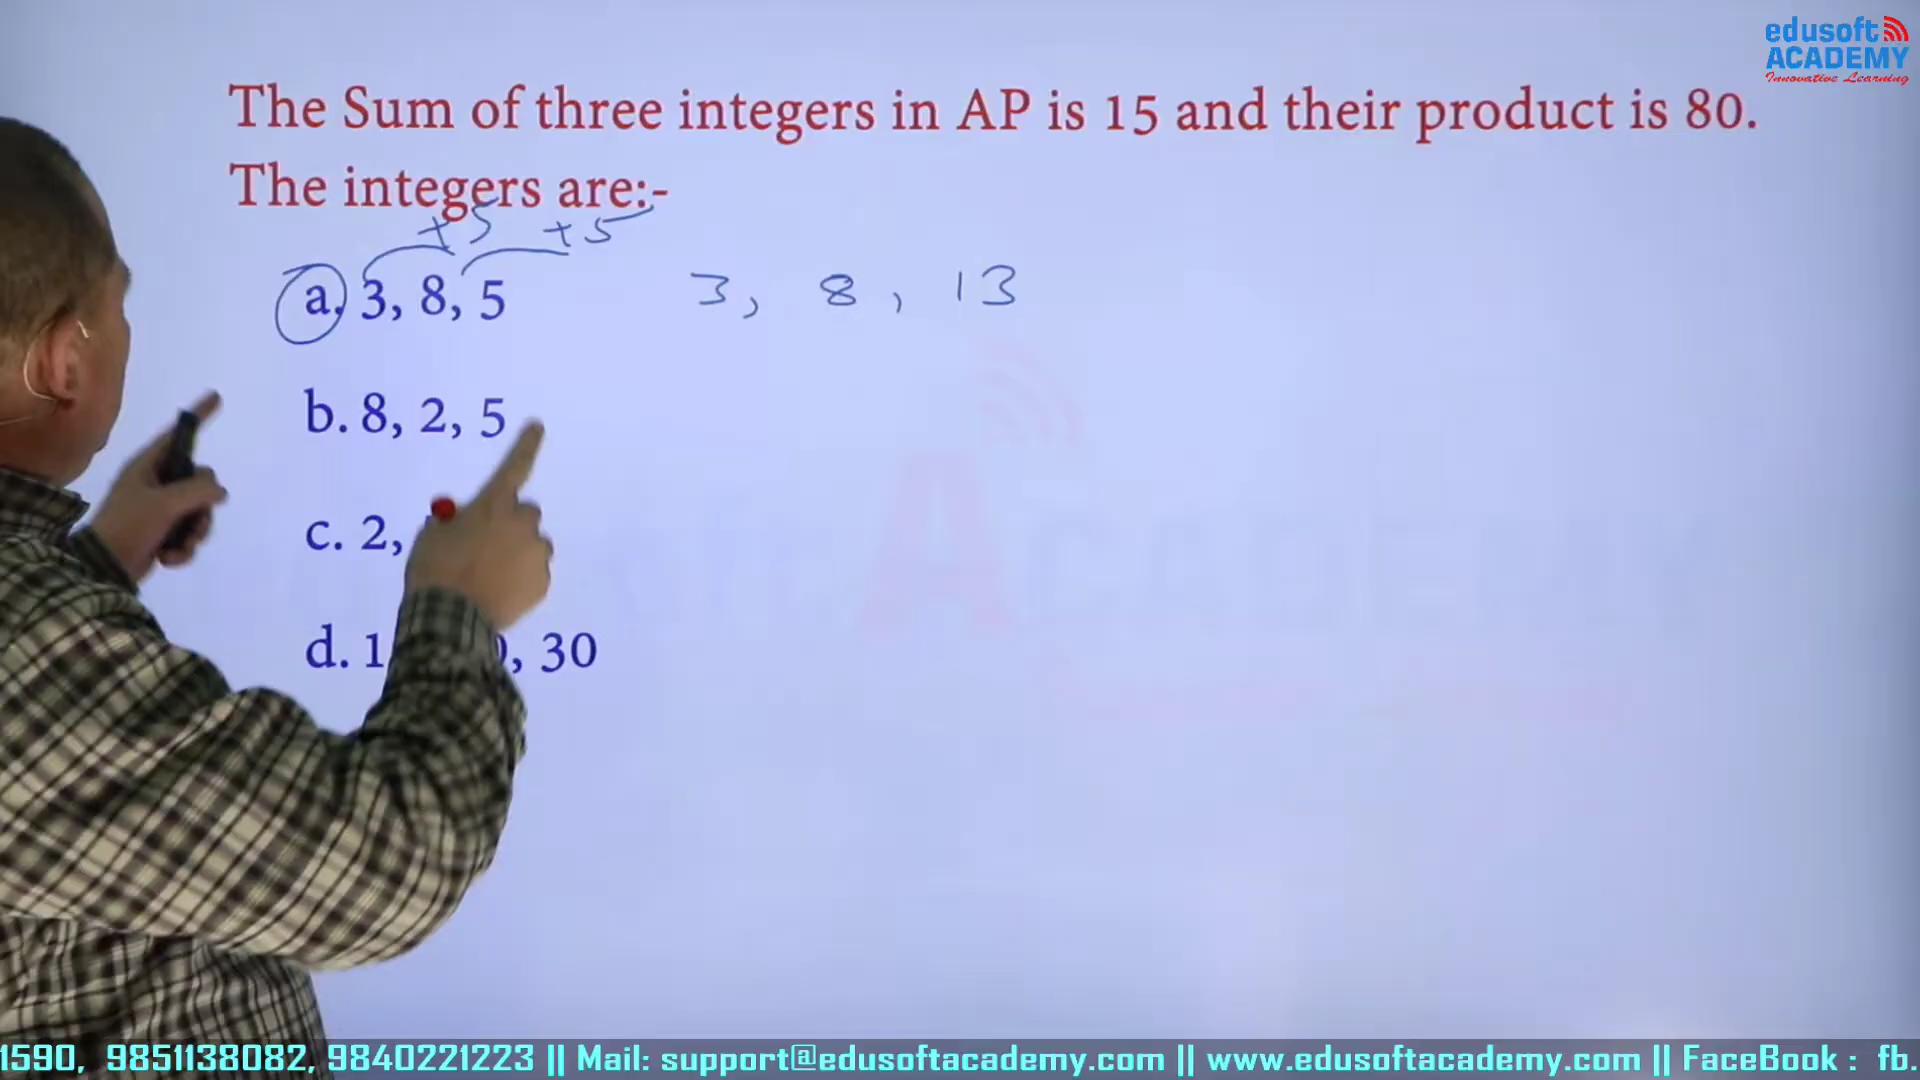 edusoft
ACADEMY
Innovative Learning
The Sum of three integers in AP is 15 and their product is 80.
The integers are:-
+5 +5
a. 3, 8, 5 3, 8, 13
b. 8, 2, 5
c. 2,
d. 1 , 30
1590, 9851138082, 9840221223 || Mail: support@edusoftacademy.com || www.edusoftacademy.com || FaceBook : fb.